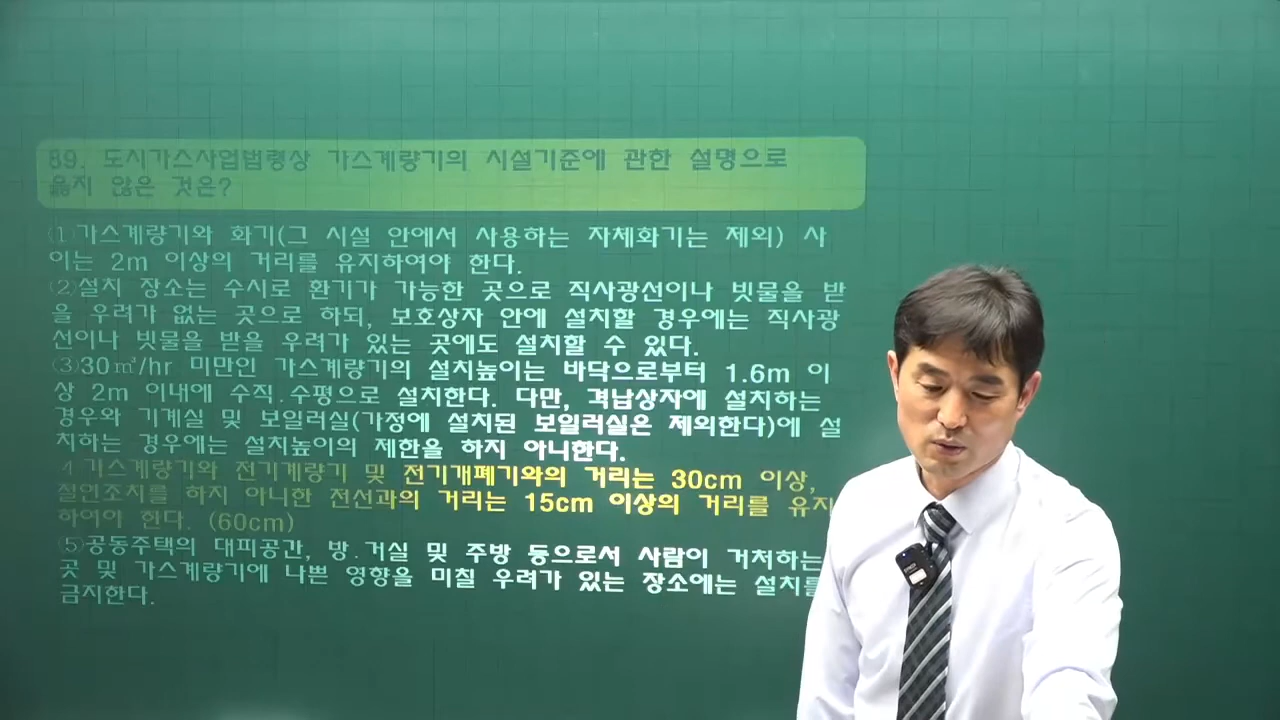 89. 도시가스사업법령상 가스계량기의 시설기준에 관한 설명으로
옳지 않은 것은?
(1)가스계량기와 화기(그 시설 안에서 사용하는 자체화기는 제외) 사
이는 2m 이상의 거리를 유지하여야 한다.
(2)설치 장소는 수시로 환기가 가능한 곳으로 직사광선이나 빗물을 받
을 우려가 없는 곳으로 하되, 보호상자 안에 설치할 경우에는 직사광
선이나 빗물을 받을 우려가 있는 곳에도 설치할 수 있다.
(3)30㎥/hr 미만인 가스계량기의 설치높이는 바닥으로부터 1.6m 이
상 2m 이내에 수직.수평으로 설치한다. 다만, 격납상자에 설치하는
경우와 기계실 및 보일러실(가정에 설치된 보일러실은 제외한다)에 설
치하는 경우에는 설치높이의 제한을 하지 아니한다.
4 가스계량기와 전기계량기 및 전기개폐기와의 거리는 30cm 이상,
절연조치를 하지 아니한 전선과의 거리는 15cm 이상의 거리를 유지
하여야 한다. (60cm)
(5)공동주택의 대피공간, 방.거실 및 주방 등으로서 사람이 거처하는
곳 및 가스계량기에 나쁜 영향을 미칠 우려가 있는 장소에는 설치를
금지한다.